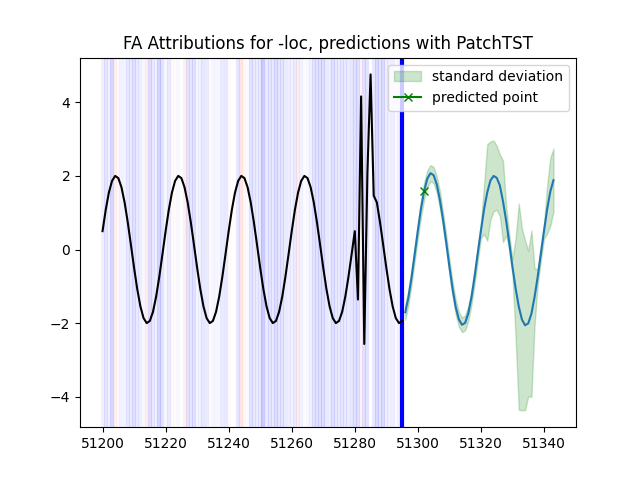 FA Attributions for -loc, predictions with PatchTST
standard deviation
predicted point
4
2
0
−2
−4
51200 51220 51240 51260 51280 51300 51320 51340